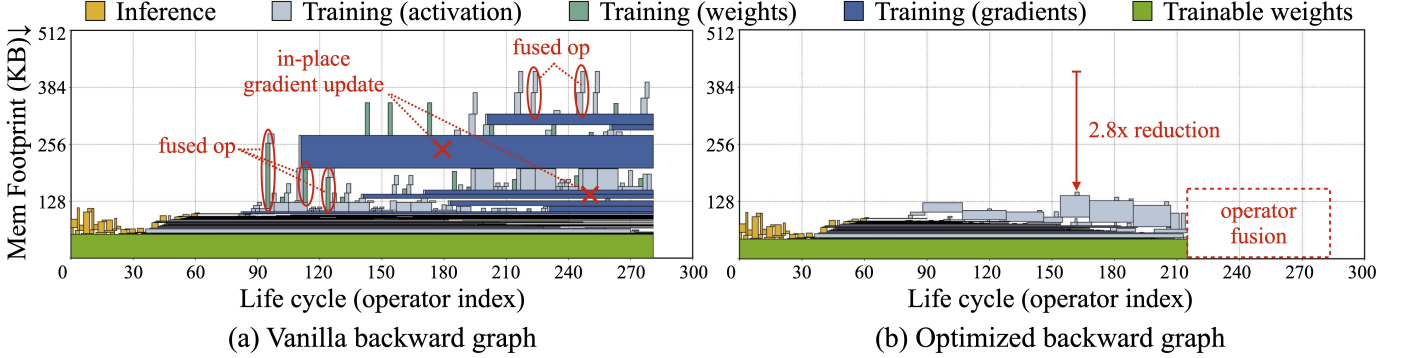 Inference Training (activation) Training (weights) Training (gradients) Trainable weights
Mem Footprint (KB)↓
512
384
256
128
0 30 60 90 120 150 180 210 240 270 300
Life cycle (operator index)
in-place
gradient update
fused op
fused op
(a) Vanilla backward graph
512
384
256
128
0 30 60 90 120 150 180 210 240 270 300
Life cycle (operator index)
2.8x reduction
operator
fusion
(b) Optimized backward graph